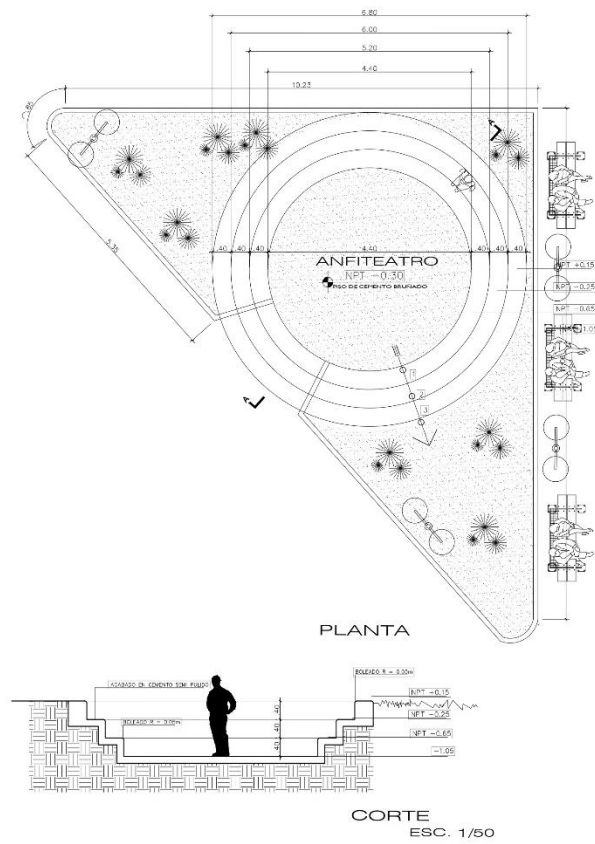 6.80
6.00
5.20
4.40
10.23
5.35
A
.40 .40 .40 4.40 .40 .40 .40
ANFITEATRO
NPT -0.30
PISO DE CEMENTO BRUÑADO
NPT +0.15
NPT -0.25
NPT -0.65
1
2
3
A
PLANTA
BOLEADO R = 0.05m
ACABADO EN CEMENTO SEMI PULIDO
NPT -0.15
NPT -0.25
BOLEADO R = 0.05m
.40
.40
.40
NPT -0.65
-1.05
CORTE
ESC. 1/50